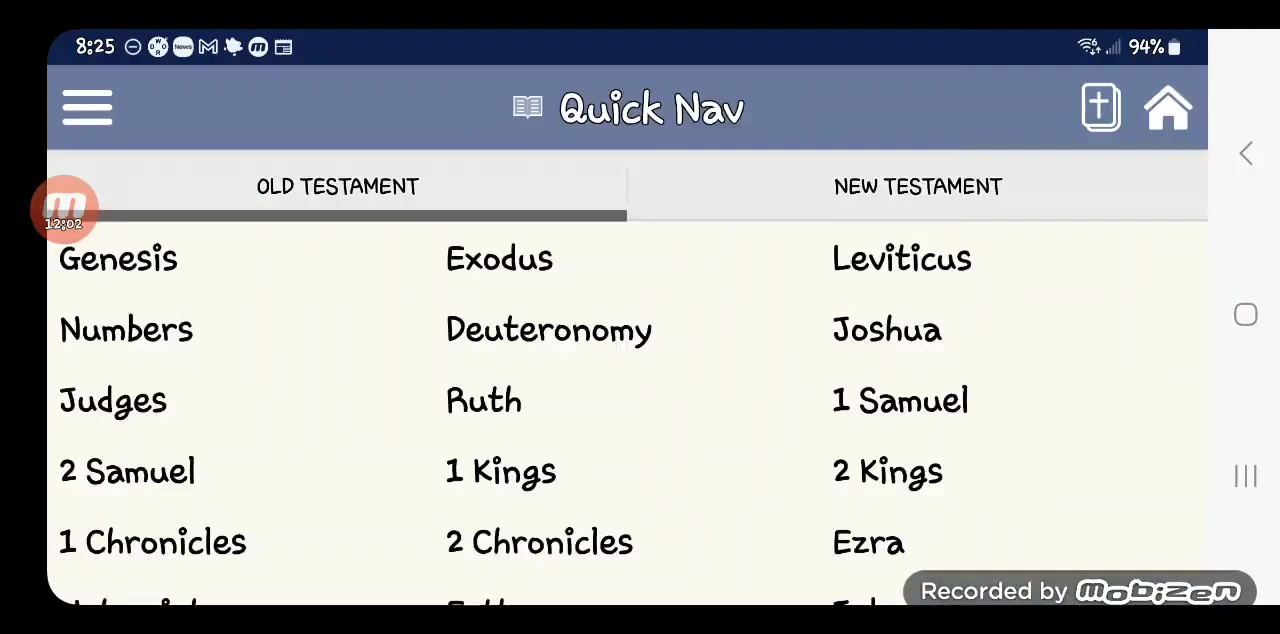 8:25
94%
Quick Nav
OLD TESTAMENT
NEW TESTAMENT
12:02
Genesis
Exodus
Leviticus
Numbers
Deuteronomy
Joshua
Judges
Ruth
1 Samuel
2 Samuel
1 Kings
2 Kings
1 Chronicles
2 Chronicles
Ezra
Recorded by mobizen